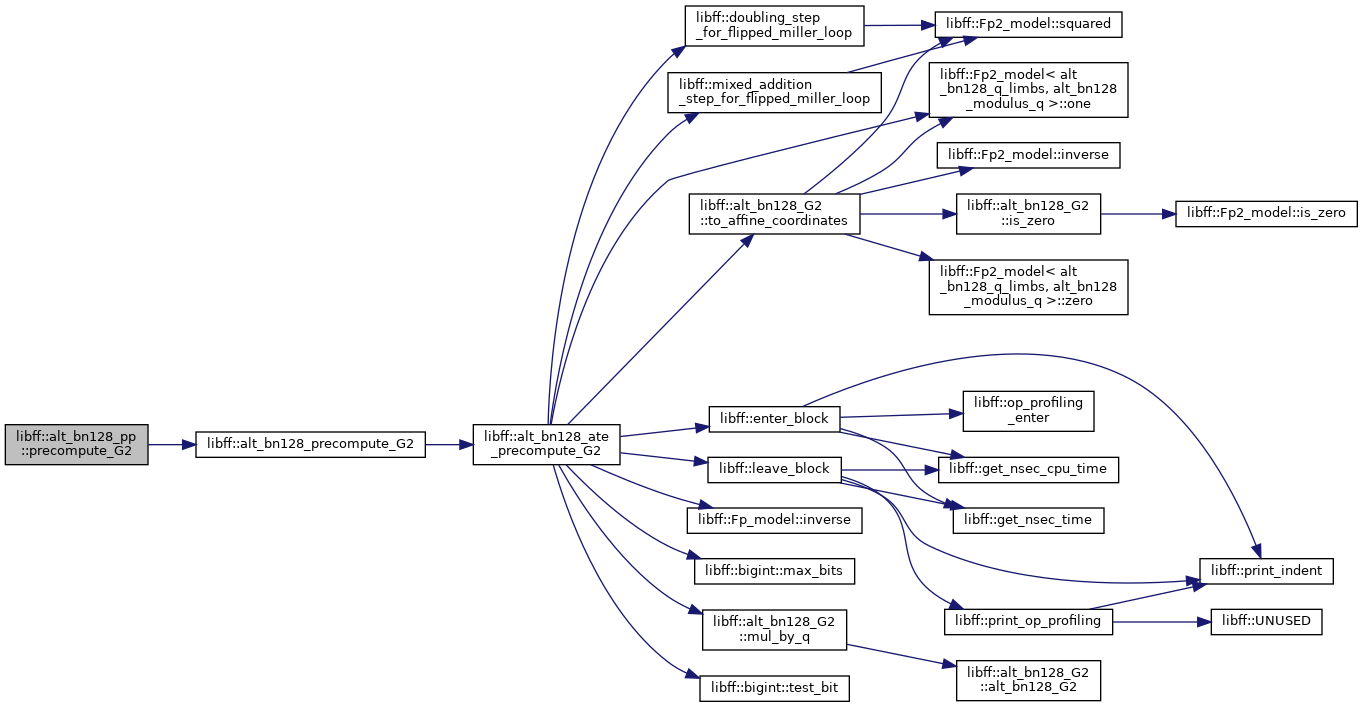 libff::alt_bn128_pp
::precompute_G2
libff::alt_bn128_precompute_G2
libff::alt_bn128_ate
_precompute_G2
libff::doubling_step
_for_flipped_miller_loop
libff::mixed_addition
_step_for_flipped_miller_loop
libff::alt_bn128_G2
::to_affine_coordinates
libff::enter_block
libff::leave_block
libff::Fp_model::inverse
libff::bigint::max_bits
libff::alt_bn128_G2
::mul_by_q
libff::bigint::test_bit
libff::Fp2_model::squared
libff::Fp2_model< alt
_bn128_q_limbs, alt_bn128
_modulus_q >::one
libff::Fp2_model::inverse
libff::alt_bn128_G2
::is_zero
libff::Fp2_model< alt
_bn128_q_limbs, alt_bn128
_modulus_q >::zero
libff::op_profiling
_enter
libff::get_nsec_cpu_time
libff::get_nsec_time
libff::print_op_profiling
libff::alt_bn128_G2
::alt_bn128_G2
libff::Fp2_model::is_zero
libff::print_indent
libff::UNUSED